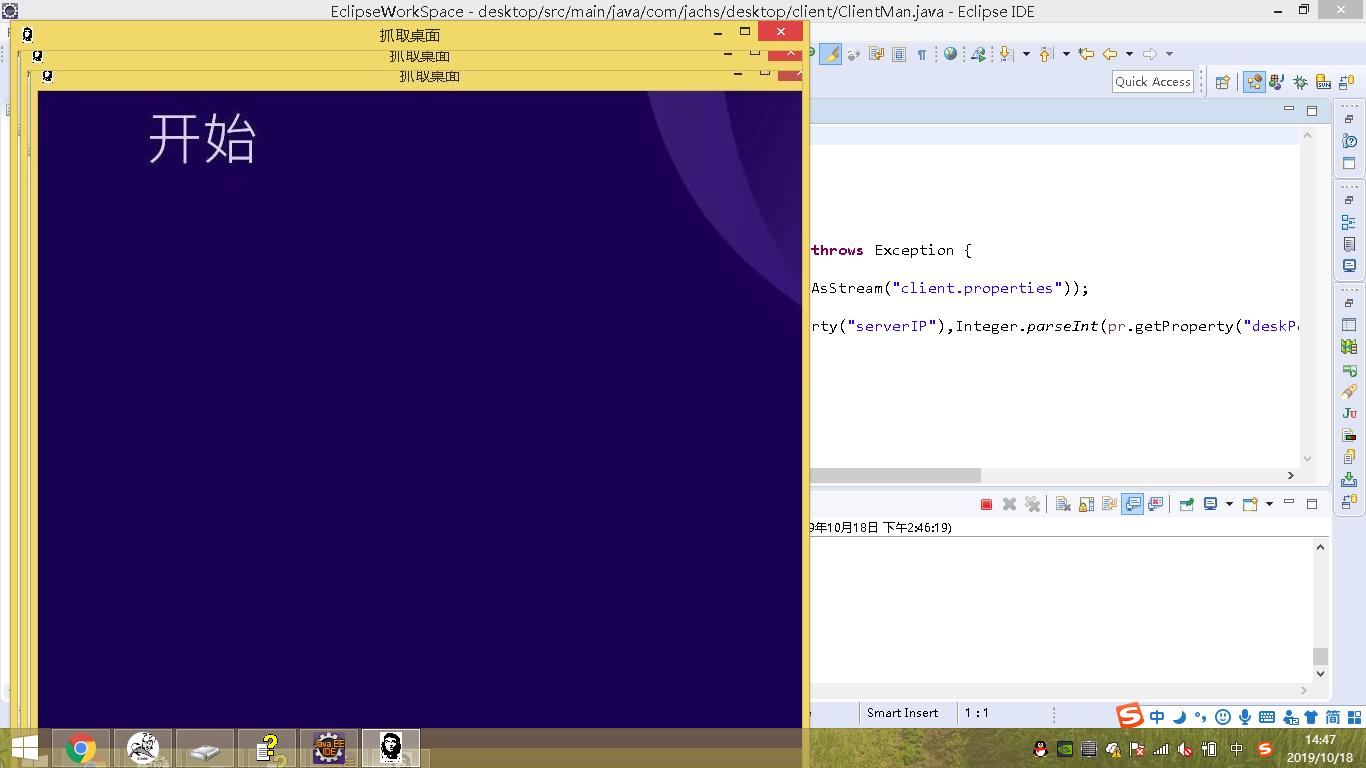 EclipseWorkSpace - desktop/src/main/java/com/jachs/desktop/client/ClientMan.java - Eclipse IDE
抓取桌面
抓取桌面
抓取桌面
Quick Access
开始
throws Exception {
AsStream("client.properties"));
rty("serverIP"),Integer.parseInt(pr.getProperty("deskP
年10月18日 下午2:46:19)
Smart Insert
1 : 1
中
简
Java EE
IDE
中
14:47
2019/10/18